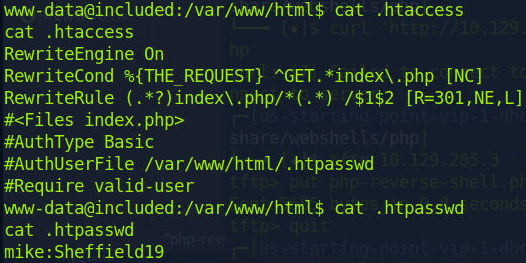 www-data@included:/var/www/html$ cat .htaccess
cat .htaccess
RewriteEngine On
RewriteCond %{THE_REQUEST} ^GET.*index\.php [NC]
RewriteRule (.*?)index\.php/*(.*) /$1$2 [R=301,NE,L]
#<Files index.php>
#AuthType Basic
#AuthUserFile /var/www/html/.htpasswd
#Require valid-user
www-data@included:/var/www/html$ cat .htpasswd
cat .htpasswd
mike:Sheffield19